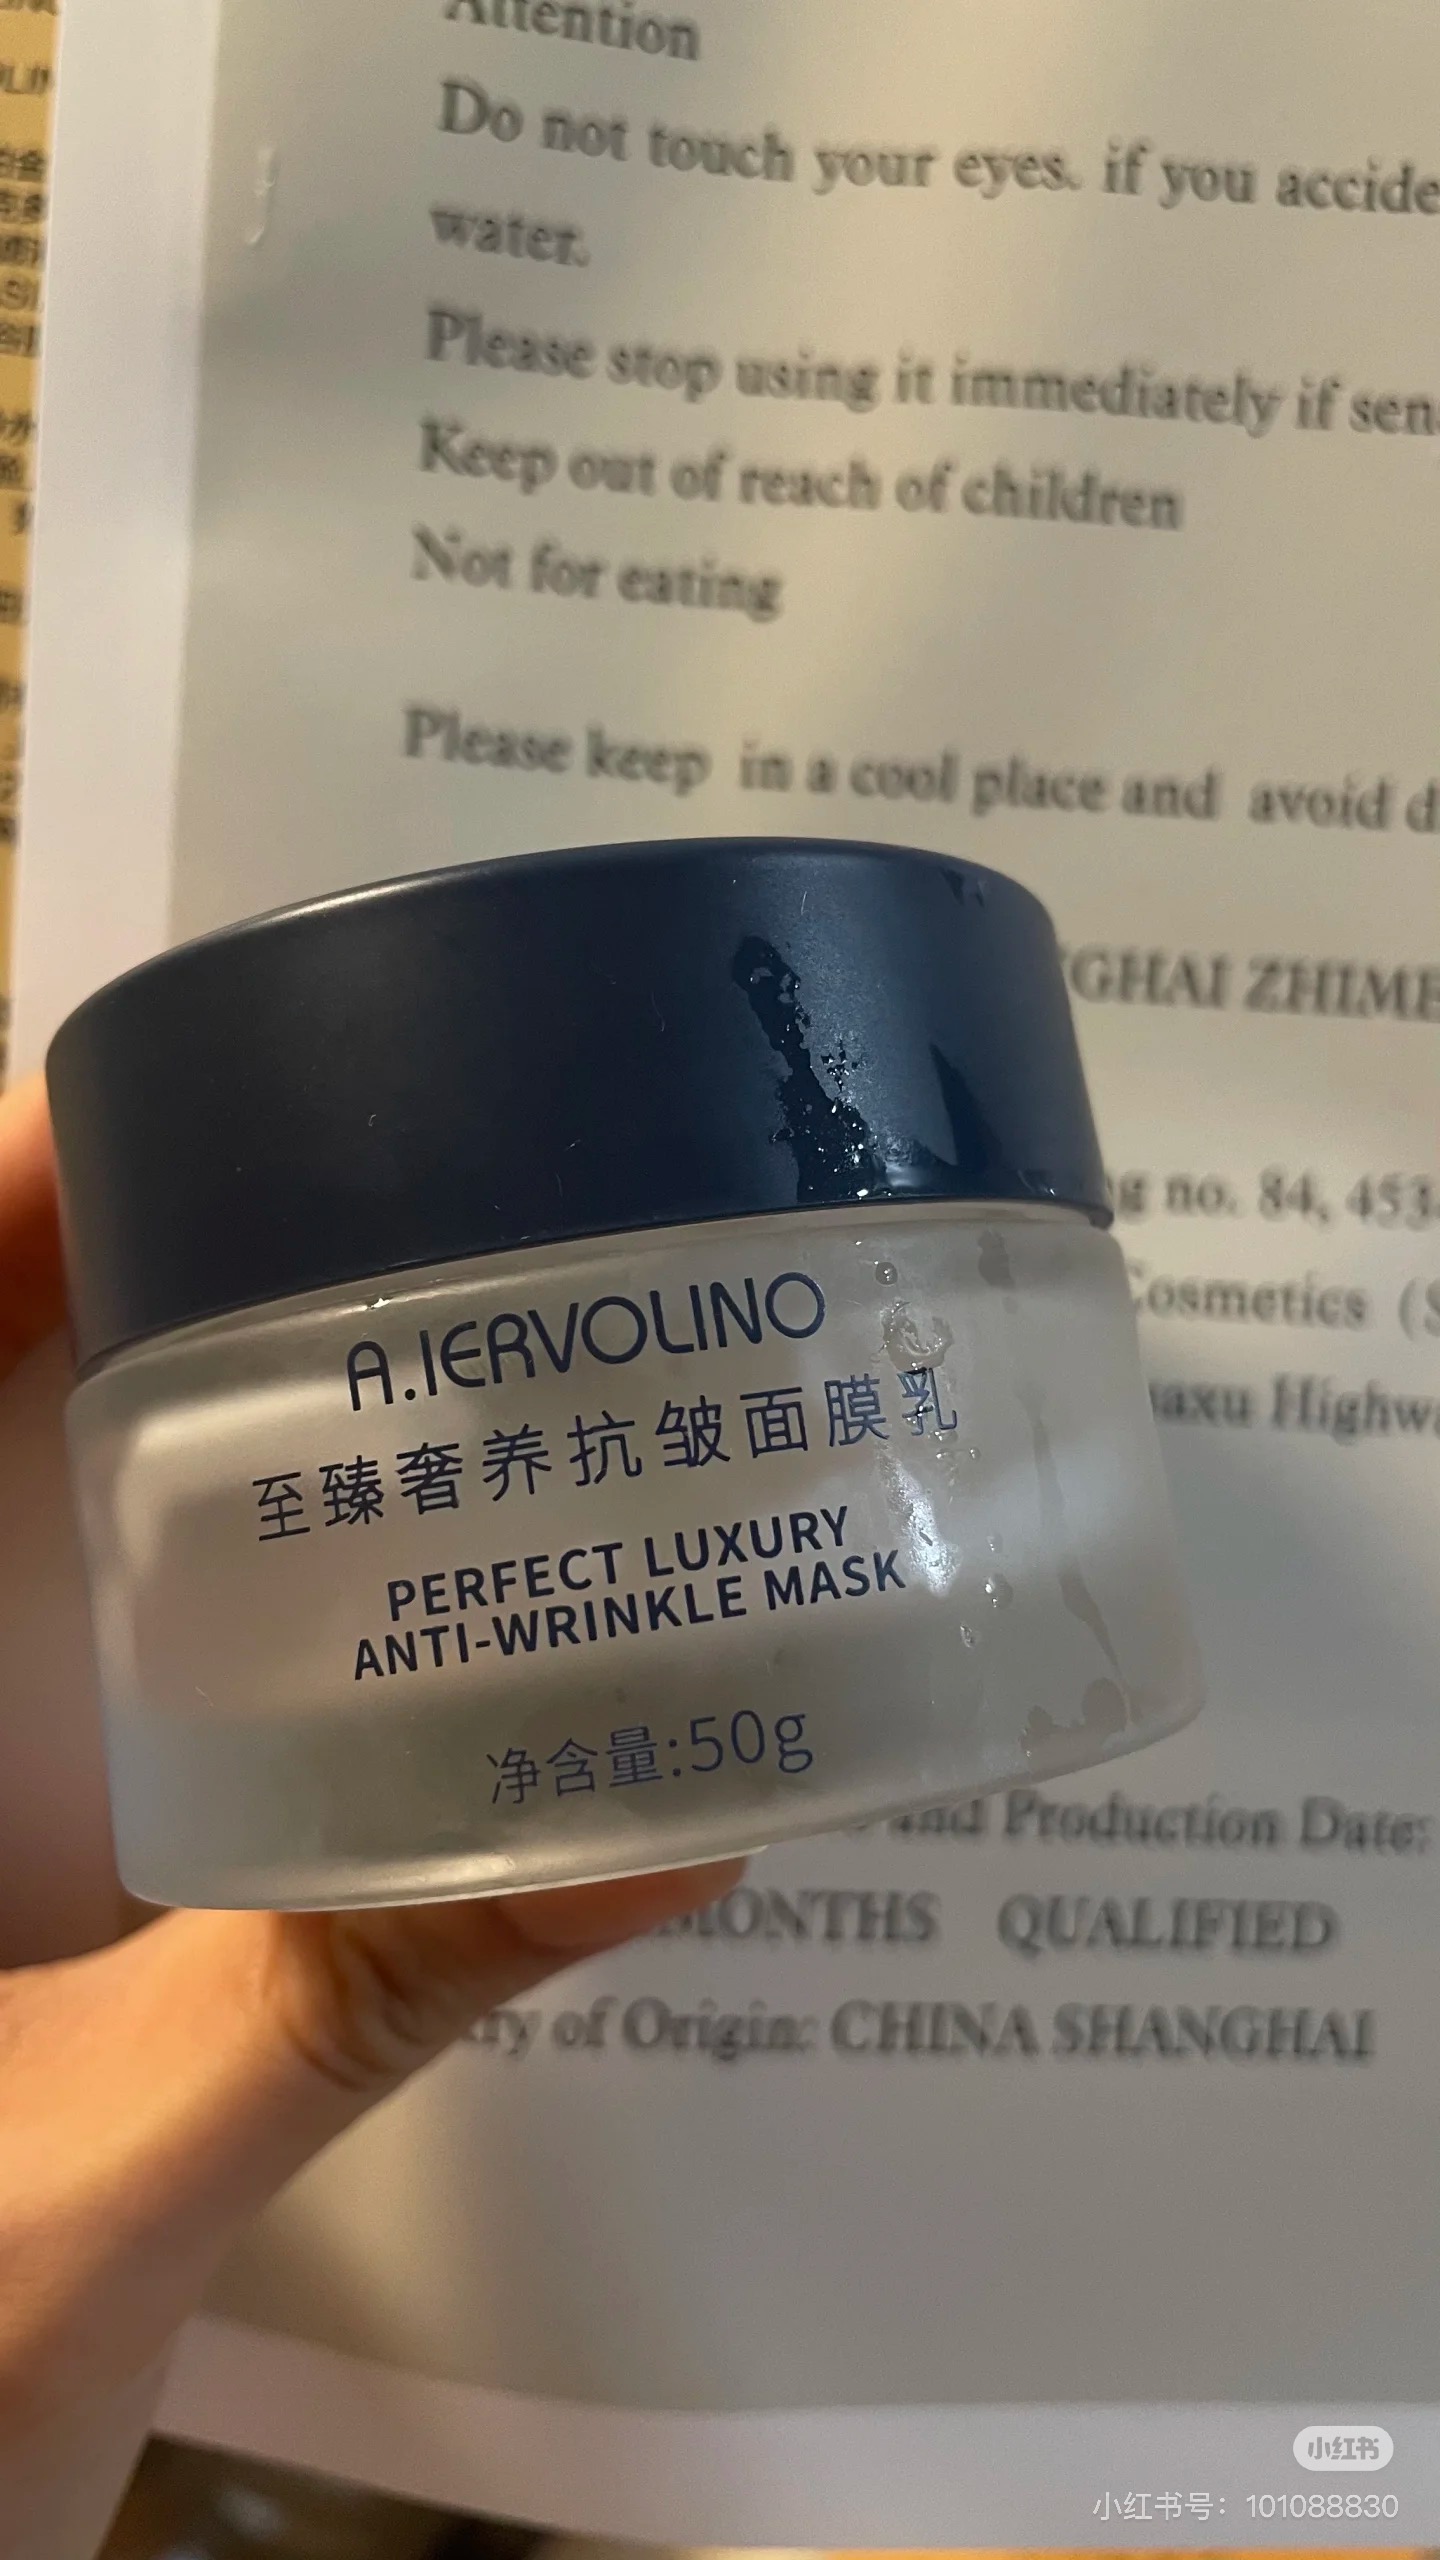 Attention
Do not touch your eyes. if you accide
water.
Please stop using it immediately if sen
Keep out of reach of children
Not for eating
Please keep in a cool place and avoid d
GHAI ZHIME
no. 84, 453
Cosmetics (S
axu Highwa
A.IERVOLINO
至臻奢养抗皱面膜乳
PERFECT LUXURY
ANTI-WRINKLE MASK
净含量:50g
and Production Date:
MONTHS QUALIFIED
ry of Origin: CHINA SHANGHAI
小红书
小红书号：101088830